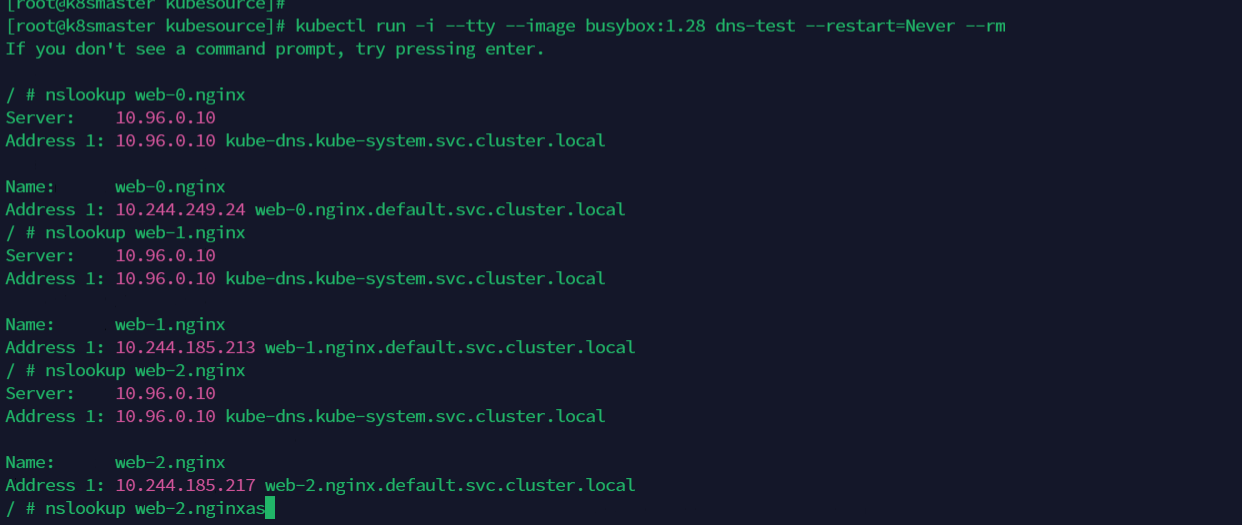 [root@k8smaster kubesource]#
[root@k8smaster kubesource]# kubectl run -i --tty --image busybox:1.28 dns-test --restart=Never --rm
If you don't see a command prompt, try pressing enter.
/ # nslookup web-0.nginx
Server:    10.96.0.10
Address 1: 10.96.0.10 kube-dns.kube-system.svc.cluster.local
Name:      web-0.nginx
Address 1: 10.244.249.24 web-0.nginx.default.svc.cluster.local
/ # nslookup web-1.nginx
Server:    10.96.0.10
Address 1: 10.96.0.10 kube-dns.kube-system.svc.cluster.local
Name:      web-1.nginx
Address 1: 10.244.185.213 web-1.nginx.default.svc.cluster.local
/ # nslookup web-2.nginx
Server:    10.96.0.10
Address 1: 10.96.0.10 kube-dns.kube-system.svc.cluster.local
Name:      web-2.nginx
Address 1: 10.244.185.217 web-2.nginx.default.svc.cluster.local
/ # nslookup web-2.nginxas